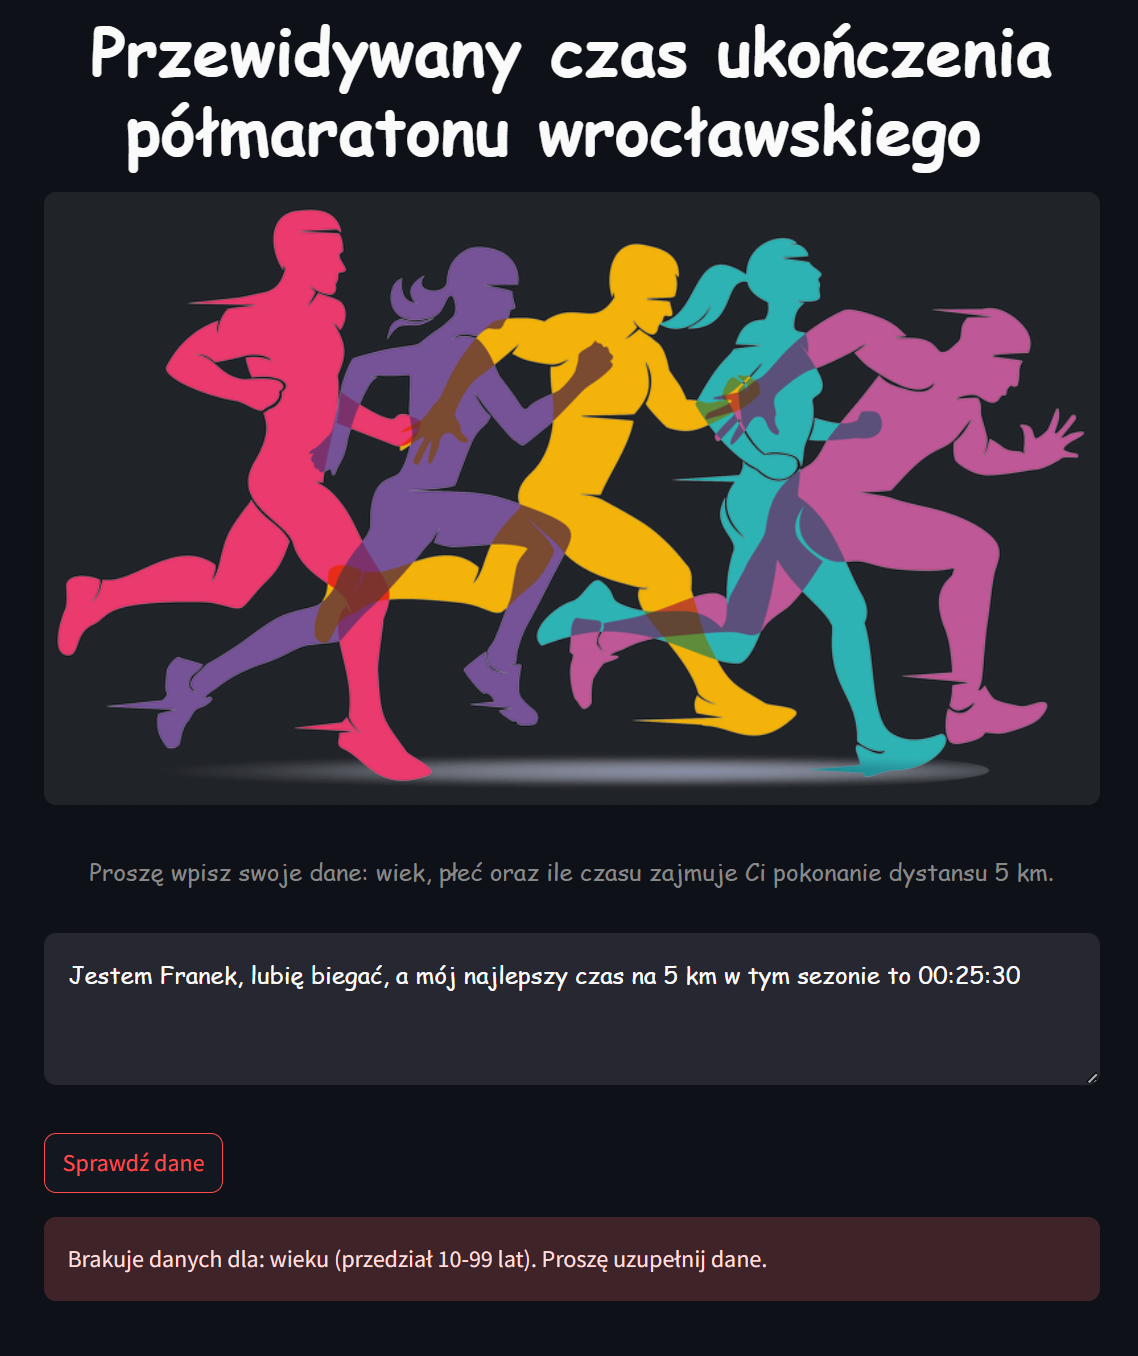 Przewidywany czas ukończenia
półmaratonu wrocławskiego
Proszę wpisz swoje dane: wiek, płeć oraz ile czasu zajmuje Ci pokonanie dystansu 5 km.
Jestem Franek, lubię biegać, a mój najlepszy czas na 5 km w tym sezonie to 00:25:30
Sprawdź dane
Brakuje danych dla: wieku (przedział 10-99 lat). Proszę uzupełnij dane.